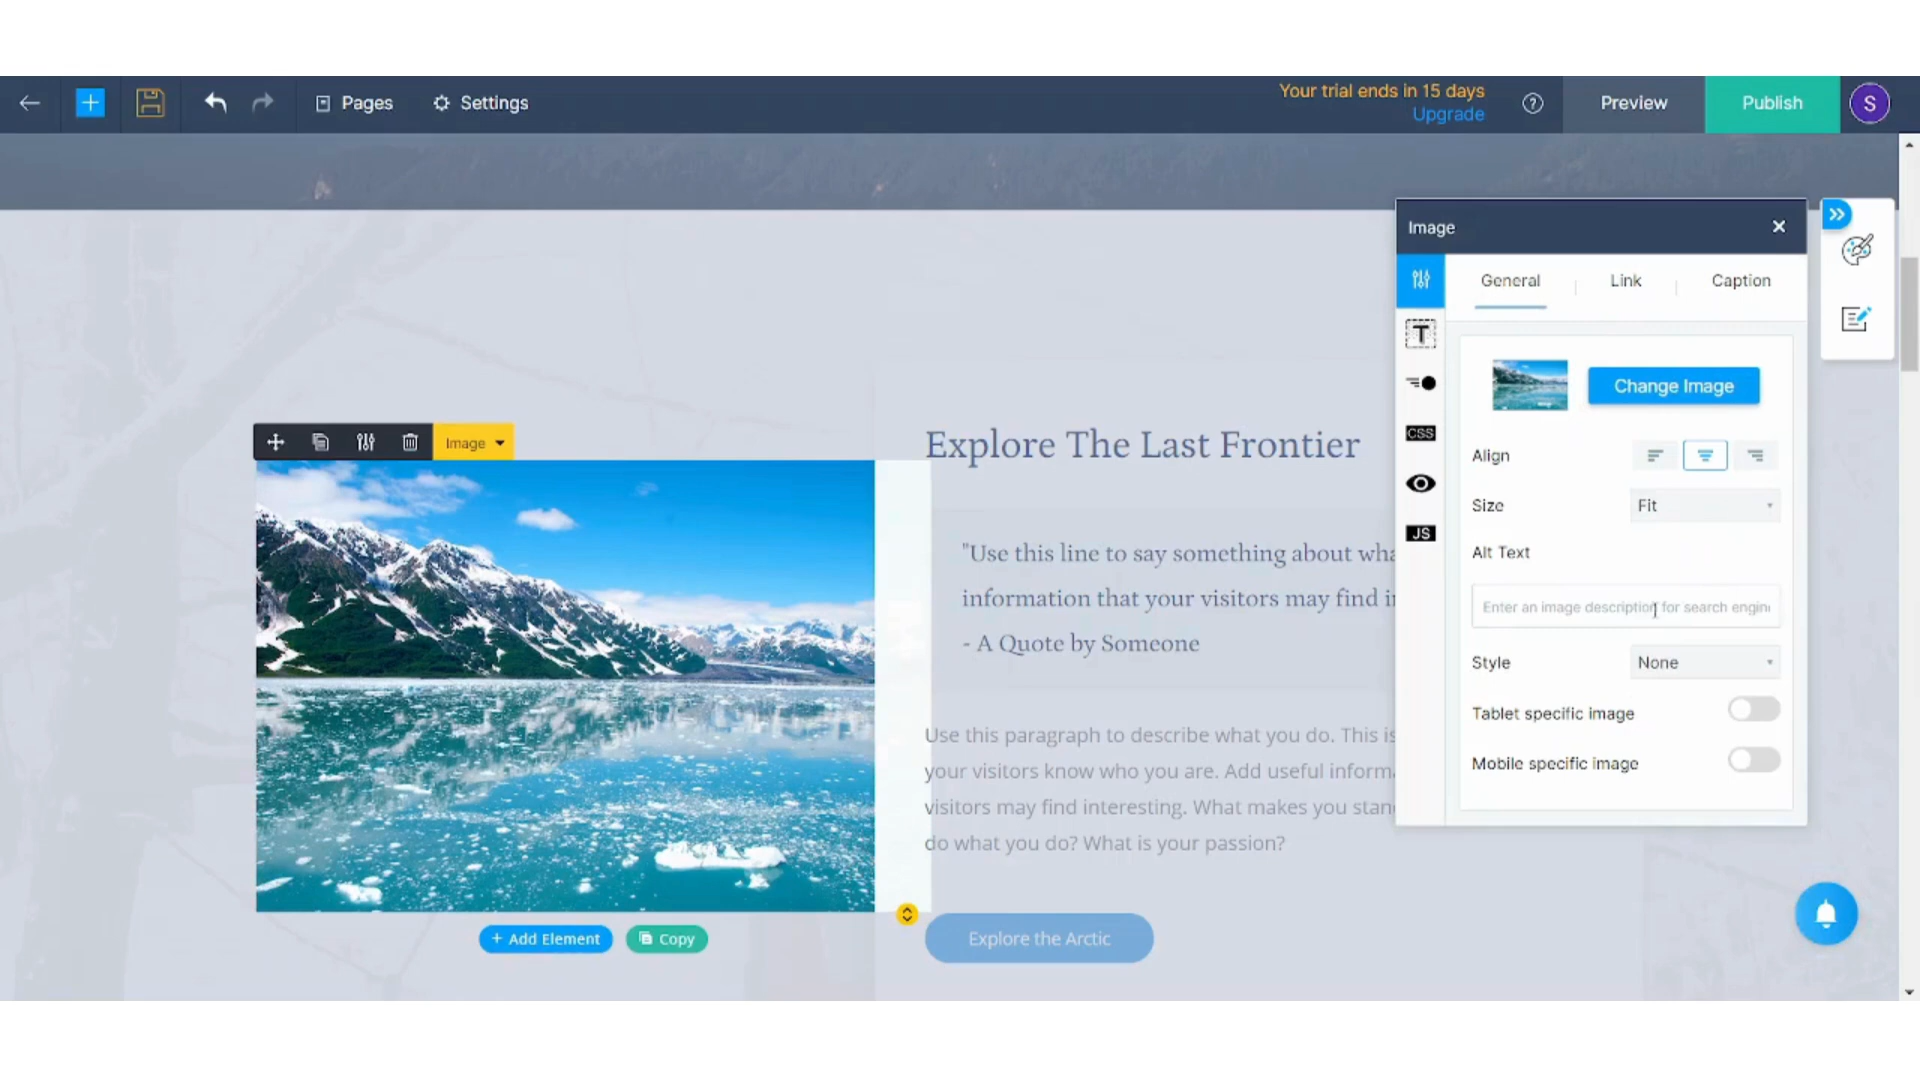 Pages
Settings
Your trial ends in 15 days
Upgrade
?
Preview
Publish
S
Image
General
Link
Caption
T
Change Image
Image
Explore The Last Frontier
Align
CSS
Size
Fit
"Use this line to say something about wha
JS
Alt Text
information that your visitors may find i
Enter an image description for search engin
- A Quote by Someone
Style
None
Tablet specific image
Use this paragraph to describe what you do. This is
your visitors know who you are. Add useful inform
Mobile specific image
visitors may find interesting. What makes you stan
do what you do? What is your passion?
+ Add Element
Copy
Explore the Arctic